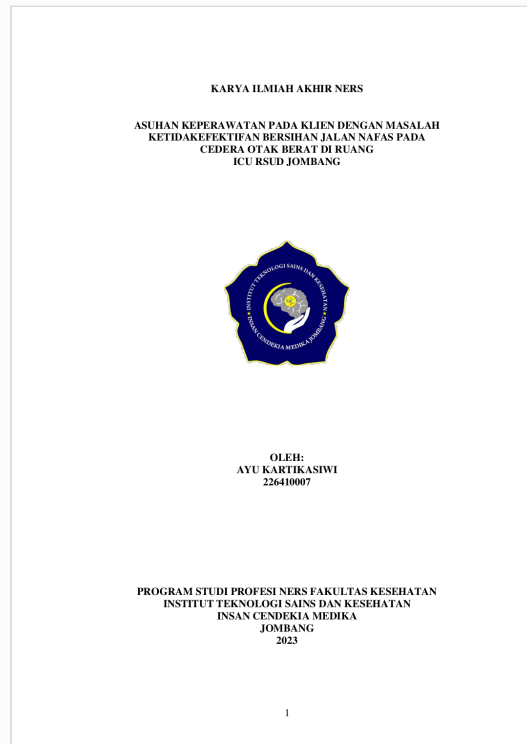 KARYA ILMIAH AKHIR NERS
ASUHAN KEPERAWATAN PADA KLIEN DENGAN MASALAH
KETIDAKEFEKTIFAN BERSIHAN JALAN NAFAS PADA
CEDERA OTAK BERAT DI RUANG
ICU RSUD JOMBANG
INSTITUT TEKNOLOGI SAINS DAN KESEHATAN
INSAN CENDEKIA MEDIKA JOMBANG
OLEH:
AYU KARTIKASIWI
226410007
PROGRAM STUDI PROFESI NERS FAKULTAS KESEHATAN
INSTITUT TEKNOLOGI SAINS DAN KESEHATAN
INSAN CENDEKIA MEDIKA
JOMBANG
2023
1